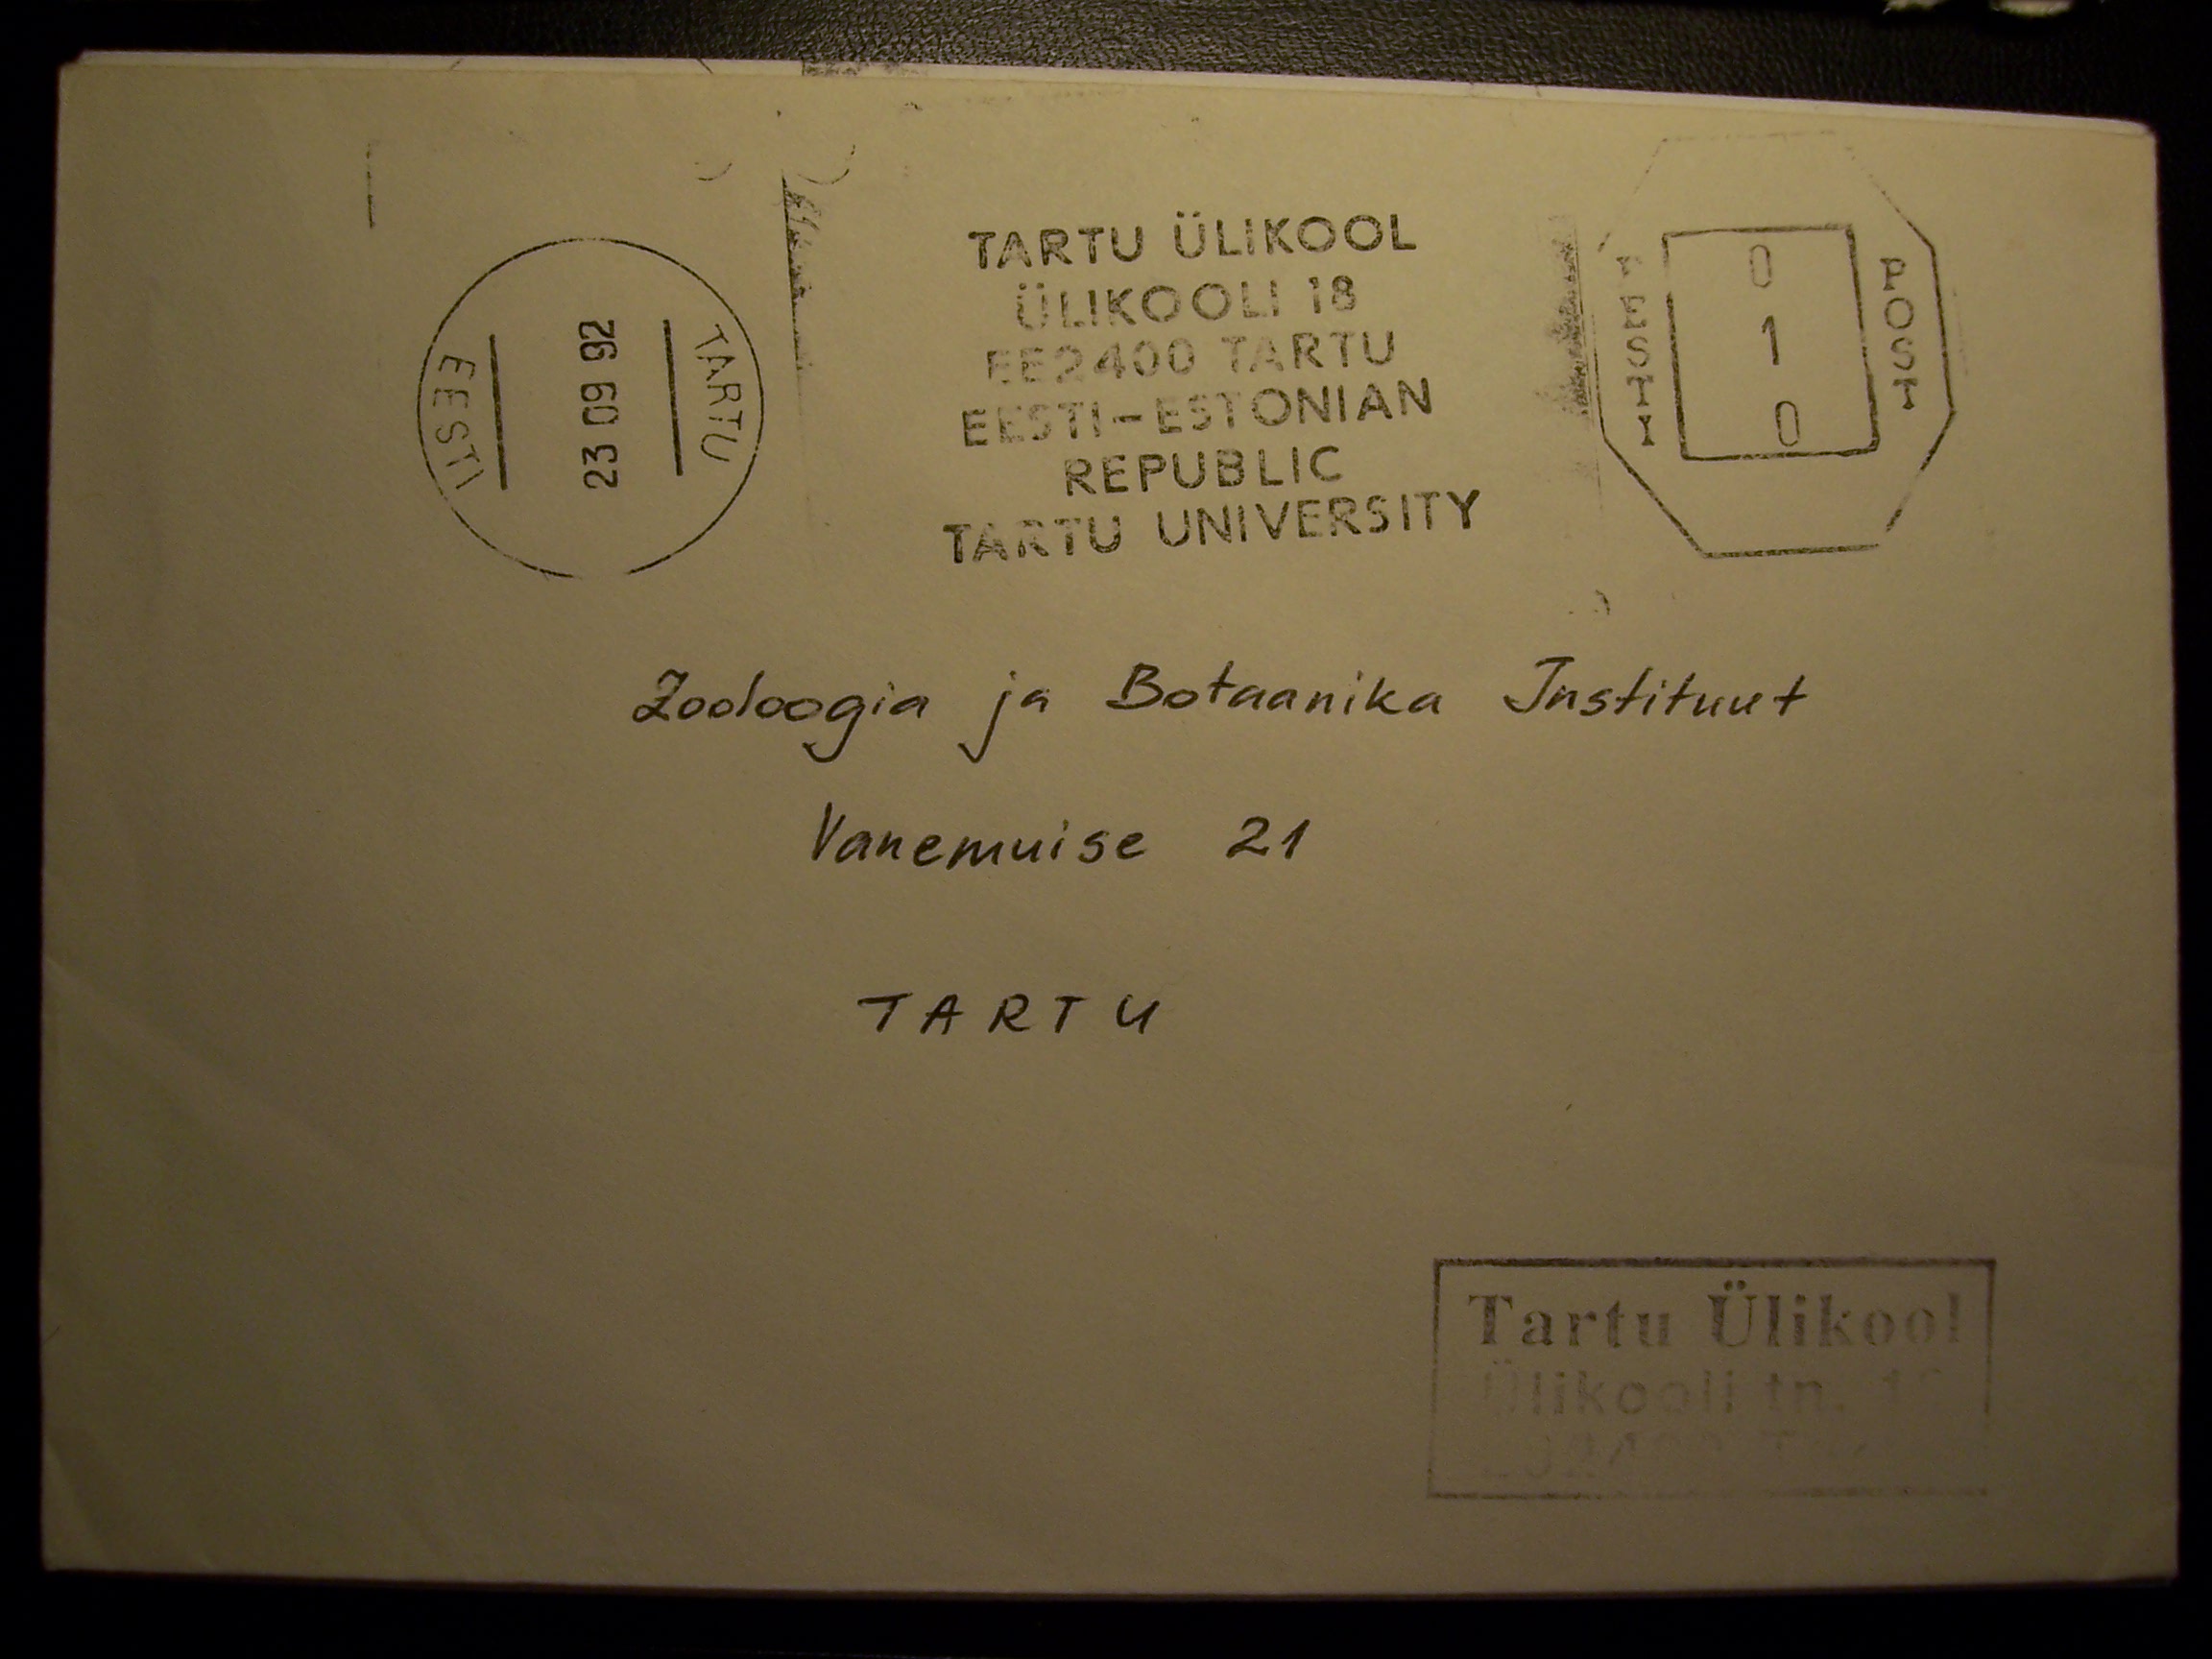 EESTI
23 09 92
TARTU
TARTU ÜLIKOOL
ÜLIKOOLI 18
EE2400 TARTU
EESTI-ESTONIAN
REPUBLIC
TARTU UNIVERSITY
EESTI
0
1
0
POST
Zooloogia ja Botaanika Instituut
Vanemuise 21
TARTU
Tartu Ülikool
Ülikooli tn.